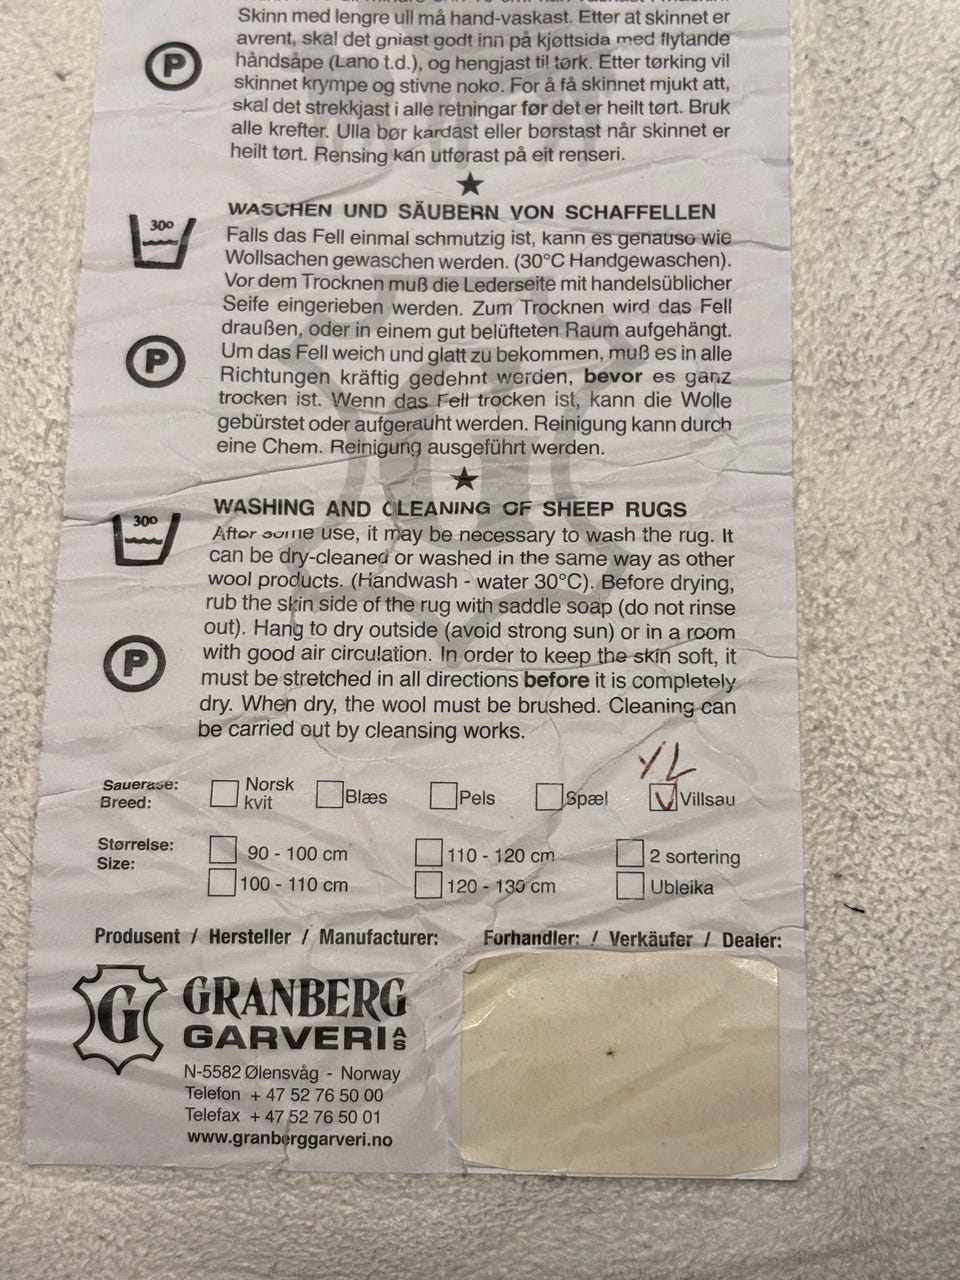 Skinn med lengre ull må hand-vaskast. Etter at skinnet er
avrent, skal det gniast godt inn på kjøttsida med flytande
håndsåpe (Lano t.d.), og hengjast til tørk. Etter tørking vil
skinnet krympe og stivne noko. For å få skinnet mjukt att,
skal det strekkjast i alle retningar før det er heilt tørt. Bruk
alle krefter. Ulla bør kardast eller børstast når skinnet er
heilt tørt. Rensing kan utførast på eit renseri.
P
WASCHEN UND SÄUBERN VON SCHAFFELLEN
30º
Falls das Fell einmal schmutzig ist, kann es genauso wie
Wollsachen gewaschen werden. (30°C Handgewaschen).
Vor dem Trocknen muß die Lederseite mit handelsüblicher
Seife eingerieben werden. Zum Trocknen wird das Fell
draußen, oder in einem gut belüfteten Raum aufgehängt.
Um das Fell weich und glatt zu bekommen, muß es in alle
Richtungen kräftig gedehnt werden, bevor es ganz
trocken ist. Wenn das Fell trocken ist, kann die Wolle
gebürstet oder aufgerauht werden. Reinigung kann durch
eine Chem. Reinigung ausgeführt werden.
P
WASHING AND CLEANING OF SHEEP RUGS
30º
After some use, it may be necessary to wash the rug. It
can be dry-cleaned or washed in the same way as other
wool products. (Handwash - water 30°C). Before drying,
rub the skin side of the rug with saddle soap (do not rinse
out). Hang to dry outside (avoid strong sun) or in a room
with good air circulation. In order to keep the skin soft, it
must be stretched in all directions before it is completely
dry. When dry, the wool must be brushed. Cleaning can
be carried out by cleansing works.
P
YL
Sauerase:
Breed:
Norsk
kvit
Blæs
Pels
Spæl
Villsau
Størrelse:
Size:
90 - 100 cm
110 - 120 cm
2 sortering
100 - 110 cm
120 - 130 cm
Ubleika
Produsent / Hersteller / Manufacturer:
Forhandler: / Verkäufer / Dealer:
G
GRANBERG
GARVERI AS
N-5582 Ølensvåg - Norway
Telefon + 47 52 76 50 00
Telefax + 47 52 76 50 01
www.granberggarveri.no